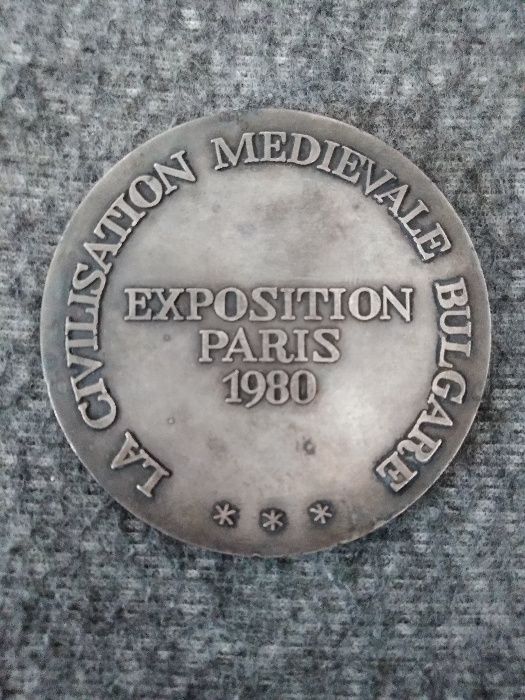 LA CIVILISATION MEDIEVALE BULGARE
EXPOSITION
PARIS
1980
* * *